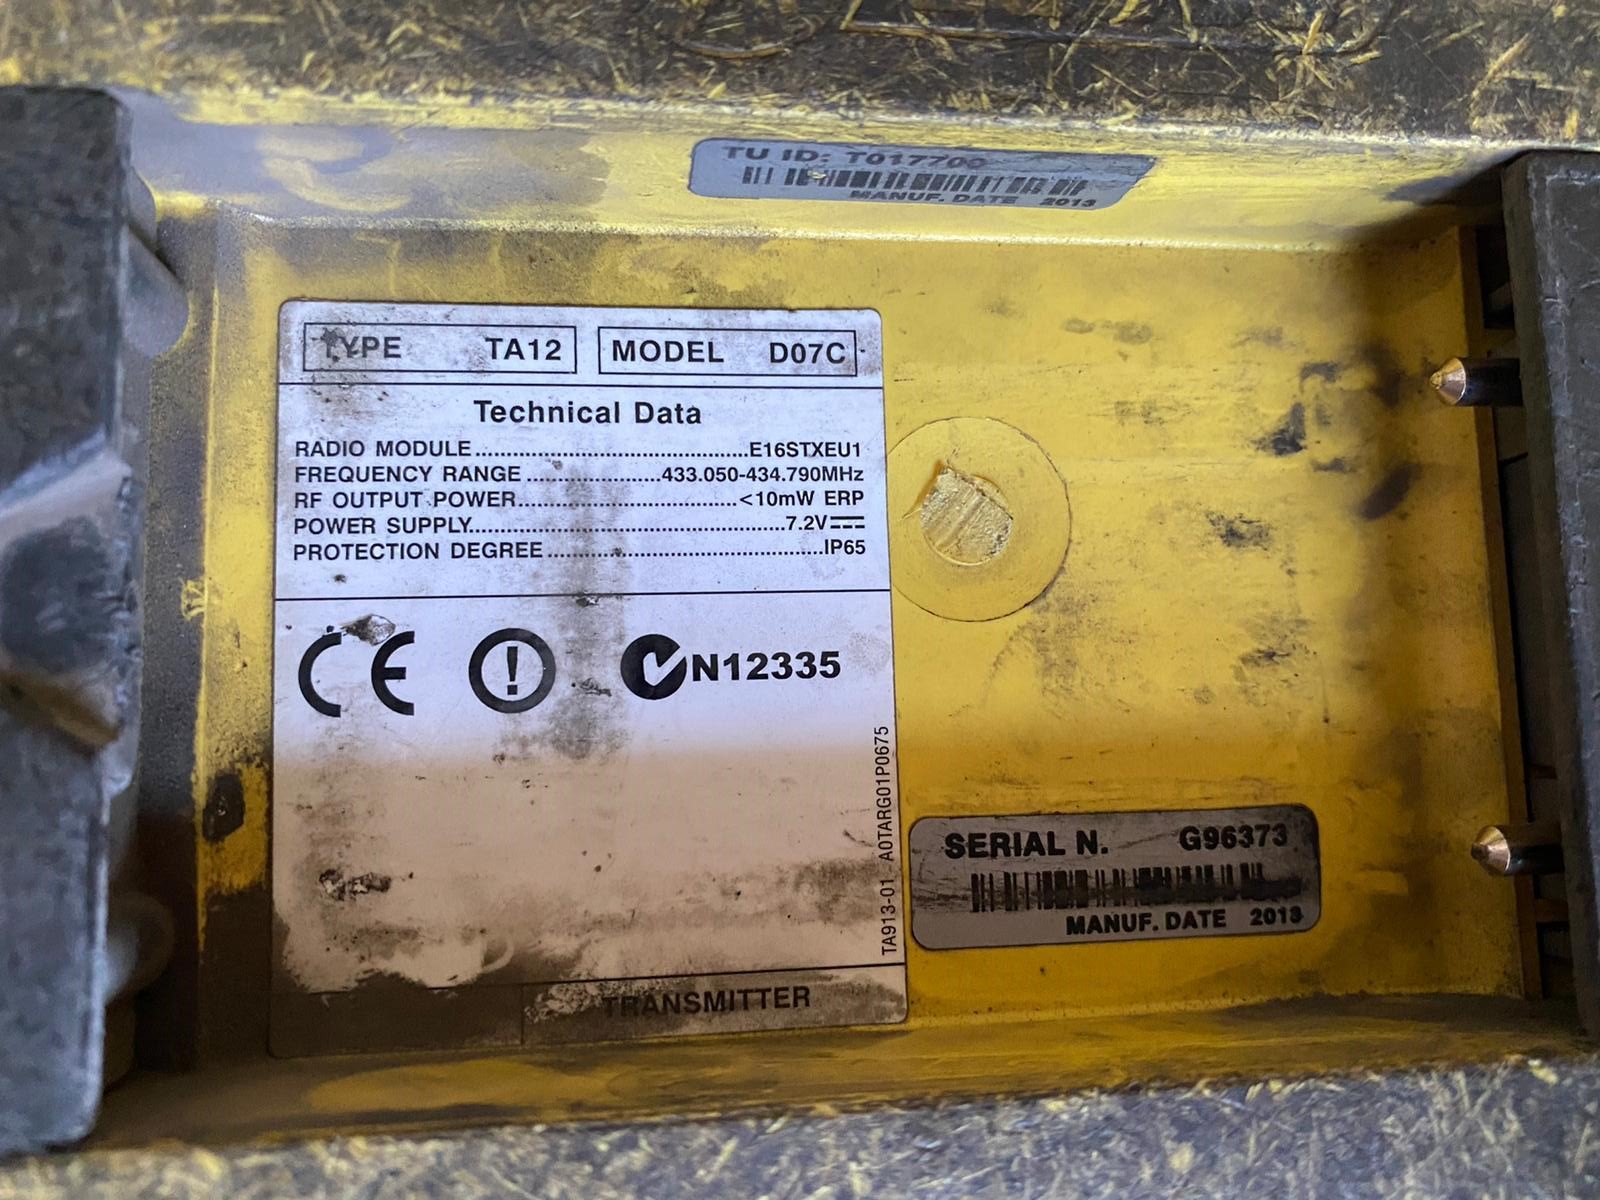 TU ID:
MANUF. DATE 2013
TYPE TA12 MODEL D07C
Technical Data
RADIO MODULE........................................E16STXEU1
FREQUENCY RANGE.....................433.050-434.790MHz
RF OUTPUT POWER..................................<10mW ERP
POWER SUPPLY.................................................7.2V
PROTECTION DEGREE..........................................IP65
CE N12335
TA913-01 A0TARG01P0675
SERIAL N. G96373
MANUF. DATE 2013
TRANSMITTER